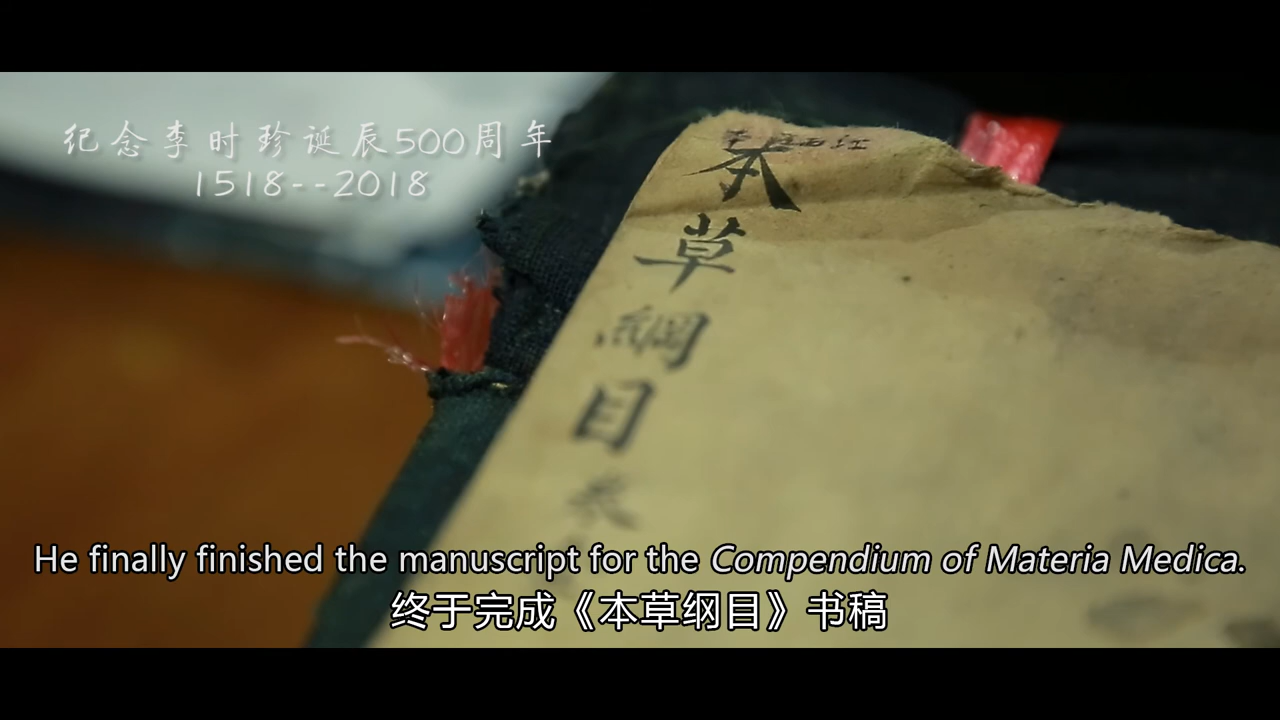 纪念李时珍诞辰500周年
1518--2018
本草綱目
He finally finished the manuscript for the Compendium of Materia Medica.
终于完成《本草纲目》书稿